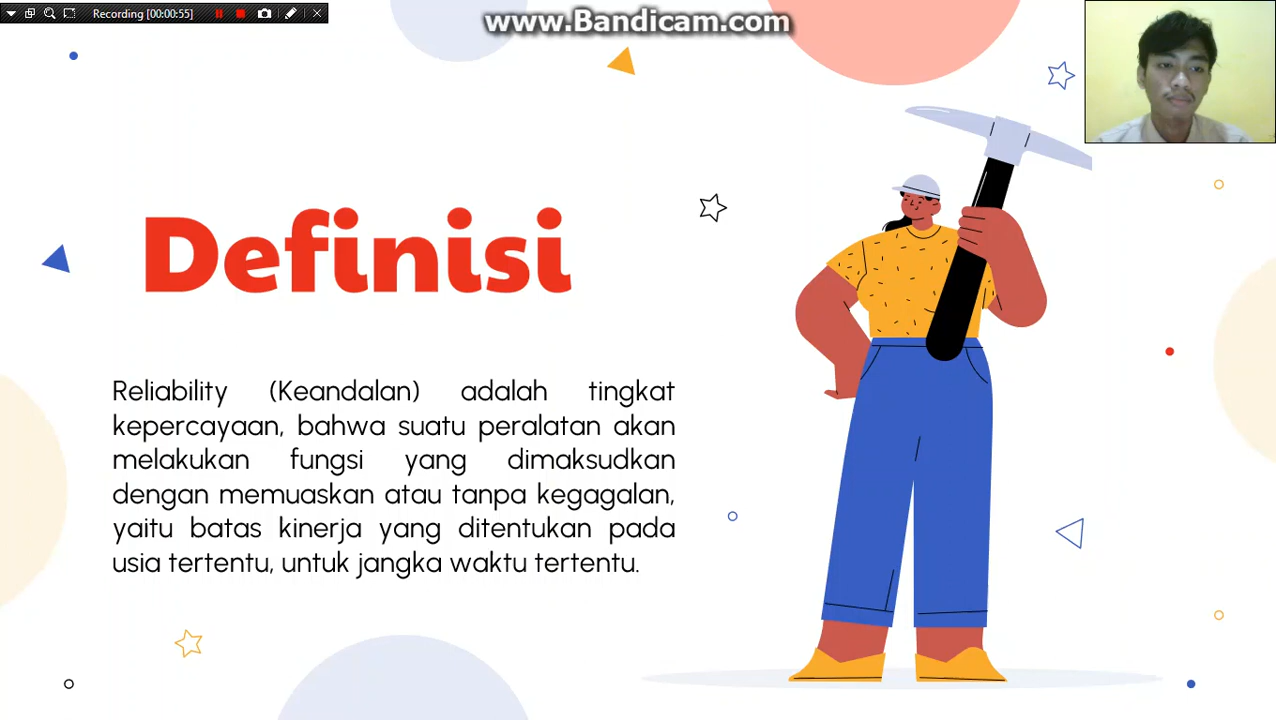 Recording [00:00:55]
www.Bandicam.com
Definisi
Reliability (Keandalan) adalah tingkat
kepercayaan, bahwa suatu peralatan akan
melakukan fungsi yang dimaksudkan
dengan memuaskan atau tanpa kegagalan,
yaitu batas kinerja yang ditentukan pada
usia tertentu, untuk jangka waktu tertentu.